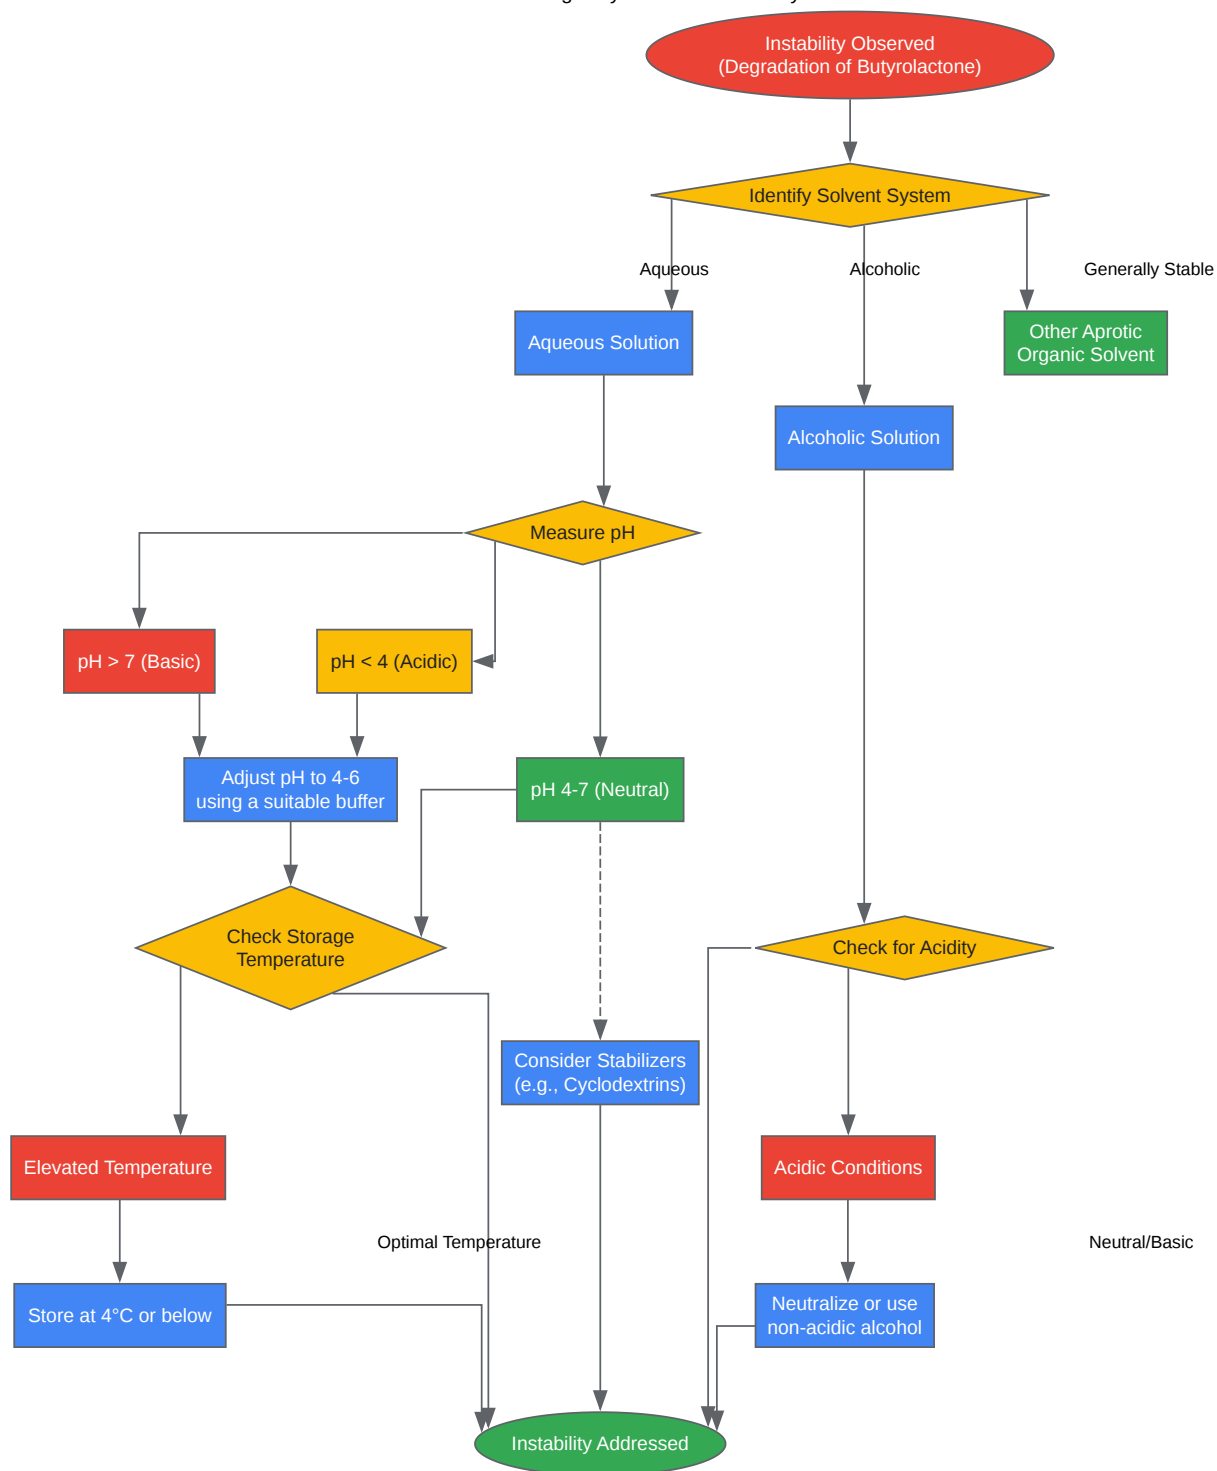 Instability Observed
(Degradation of Butyrolactone)
Identify Solvent System
Aqueous
Alcoholic
Generally Stable
Aqueous Solution
Other Aprotic
Organic Solvent
Alcoholic Solution
Measure pH
pH > 7 (Basic)
pH < 4 (Acidic)
Adjust pH to 4-6
using a suitable buffer
pH 4-7 (Neutral)
Check Storage
Temperature
Check for Acidity
Consider Stabilizers
(e.g., Cyclodextrins)
Elevated Temperature
Acidic Conditions
Optimal Temperature
Neutral/Basic
Store at 4°C or below
Neutralize or use
non-acidic alcohol
Instability Addressed